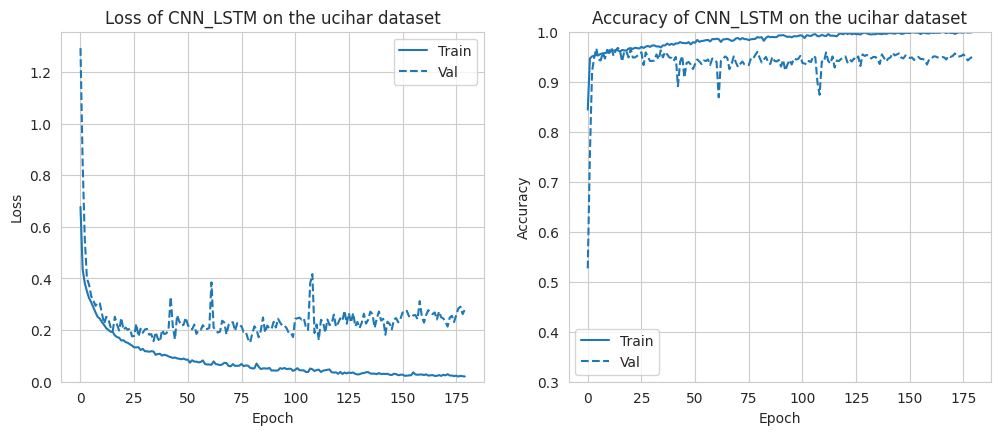 Loss of CNN_LSTM on the ucihar dataset
Train
Val
Loss
1.2
1.0
0.8
0.6
0.4
0.2
0.0
0 25 50 75 100 125 150 175
Epoch
Accuracy of CNN_LSTM on the ucihar dataset
Accuracy
1.0
0.9
0.8
0.7
0.6
0.5
0.4
0.3
Train
Val
0 25 50 75 100 125 150 175
Epoch